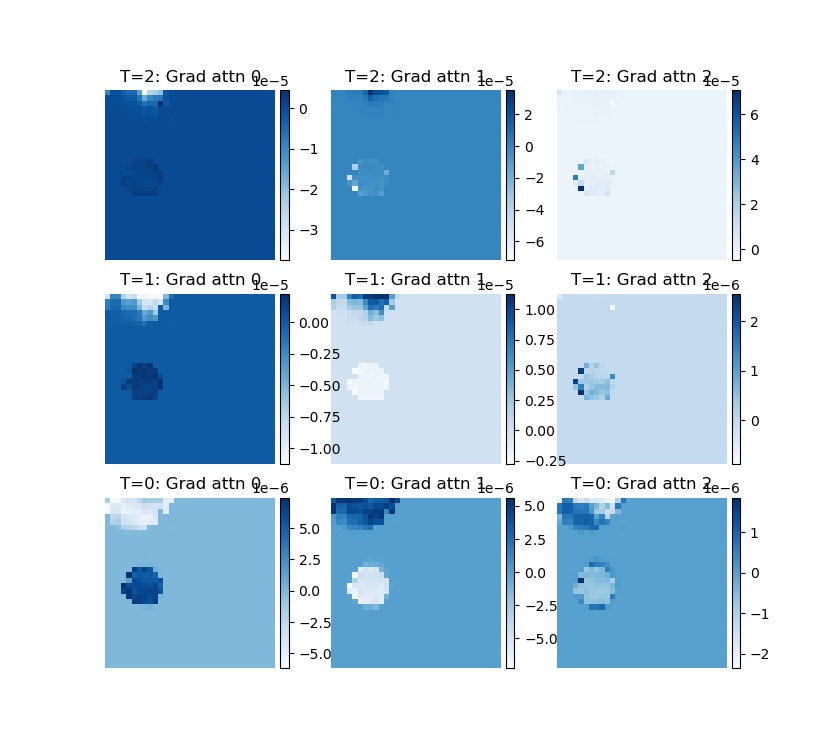 T=2: Grad attn 0
1e−5
0
−1
−2
−3
T=2: Grad attn 1
1e−5
2
0
−2
−4
−6
T=2: Grad attn 2
1e−5
6
4
2
0
T=1: Grad attn 0
1e−5
0.00
−0.25
−0.50
−0.75
−1.00
T=1: Grad attn 1
1e−5
1.00
0.75
0.50
0.25
0.00
−0.25
T=1: Grad attn 2
1e−6
2
1
0
T=0: Grad attn 0
1e−6
5.0
2.5
0.0
−2.5
−5.0
T=0: Grad attn 1
1e−6
5.0
2.5
0.0
−2.5
−5.0
T=0: Grad attn 2
1e−6
1
0
−1
−2